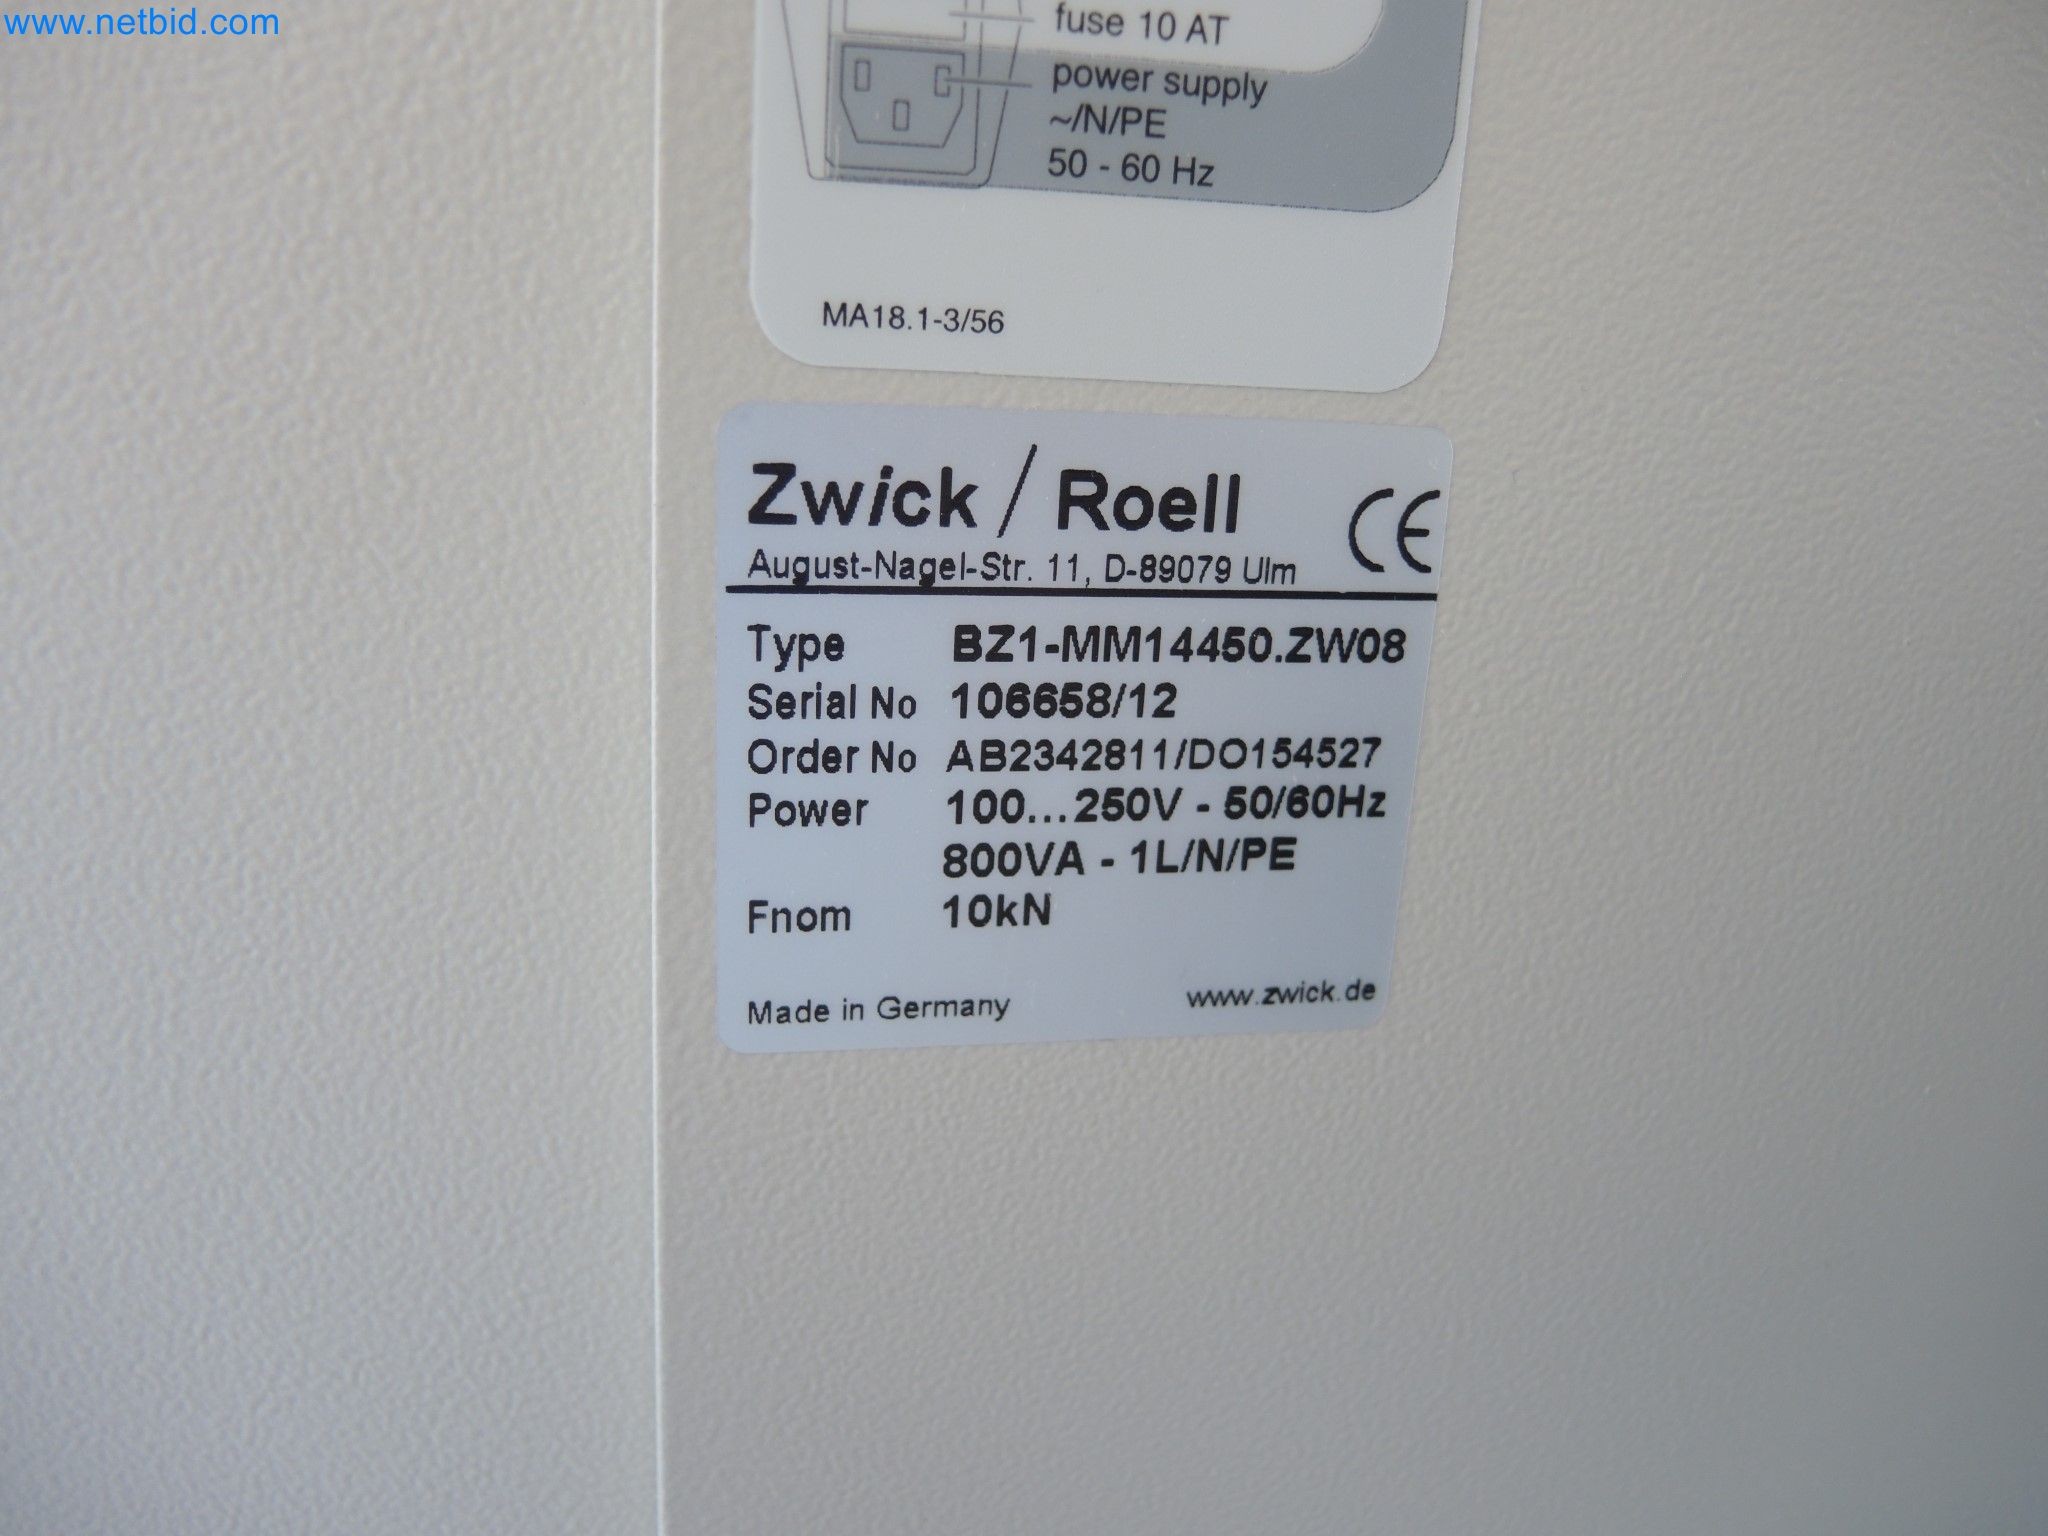 www.netbid.com
fuse 10 AT
power supply
~/N/PE
50 - 60 Hz
MA18.1-3/56
Zwick / Roell CE
August-Nagel-Str. 11, D-89079 Ulm
Type BZ1-MM14450.ZW08
Serial No 106658/12
Order No AB2342811/DO154527
Power 100...250V - 50/60Hz
800VA - 1L/N/PE
Fnom 10kN
Made in Germany www.zwick.de